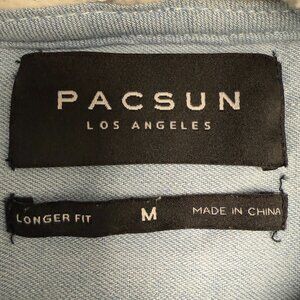 PACSUN
LOS ANGELES
LONGER FIT M MADE IN CHINA